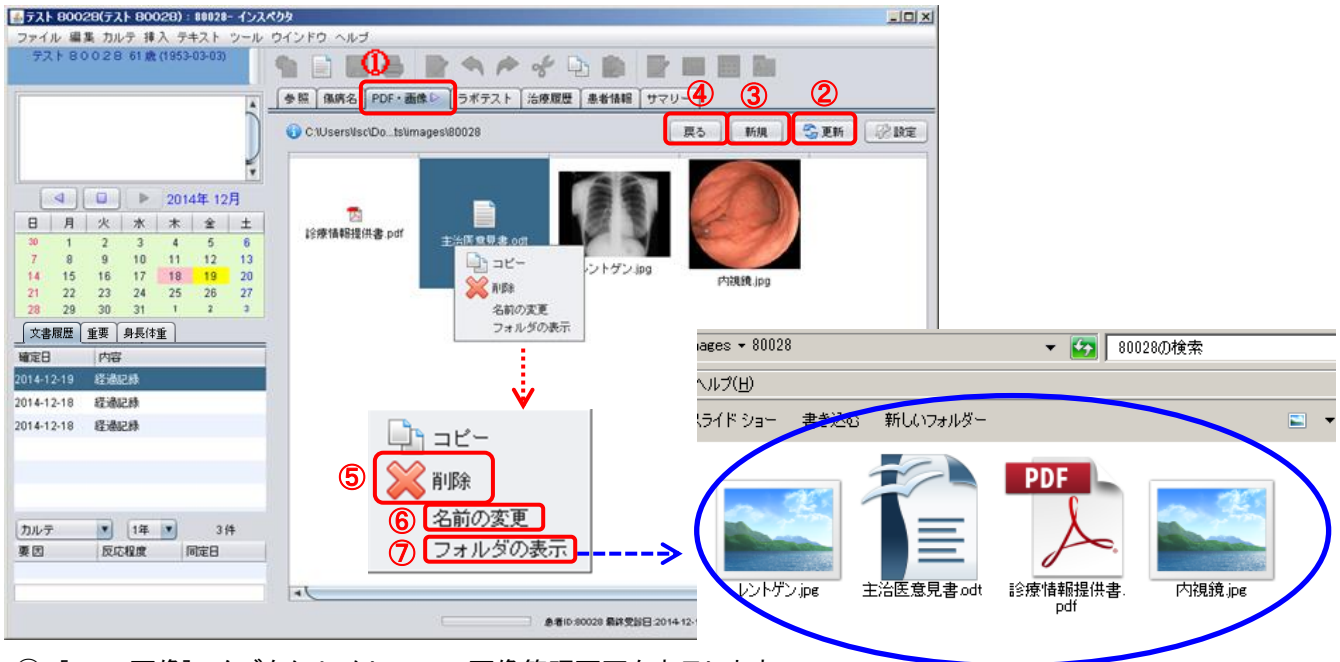 テスト 80028(テスト 80028) : 80028- インスペクタ
ファイル 編集 カルテ 挿入 テキスト ツール ウインドウ ヘルプ
テスト 80028 61 歳 (1953-03-03)
①
参照 傷病名 PDF・画像 ラボテスト 治療履歴 患者情報 サマリー
④ ③ ②
C:\Users\lsc\Do...ts\images\80028
戻る 新規 更新 設定
診療情報提供書.pdf
主治医意見書.odt
レントゲン.jpg
内視鏡.jpg
コピー
削除
名前の変更
フォルダの表示
2014年 12月
日 月 火 水 木 金 土
30 1 2 3 4 5 6
7 8 9 10 11 12 13
14 15 16 17 18 19 20
21 22 23 24 25 26 27
28 29 30 31 1 2 3
文書履歴 重要 身長体重
確定日 内容
2014-12-19 経過記録
2014-12-18 経過記録
2014-12-18 経過記録
カルテ 1年 3件
要因 反応程度 同定日
患者ID:80028 最終受診日:2014-12-
コピー
⑤ 削除
⑥ 名前の変更
⑦ フォルダの表示
ages ▾ 80028
80028の検索
ヘルプ(H)
スライド ショー 書き込む 新しいフォルダー
レントゲン.jpg
主治医意見書.odt
診療情報提供書.
pdf
内視鏡.jpg